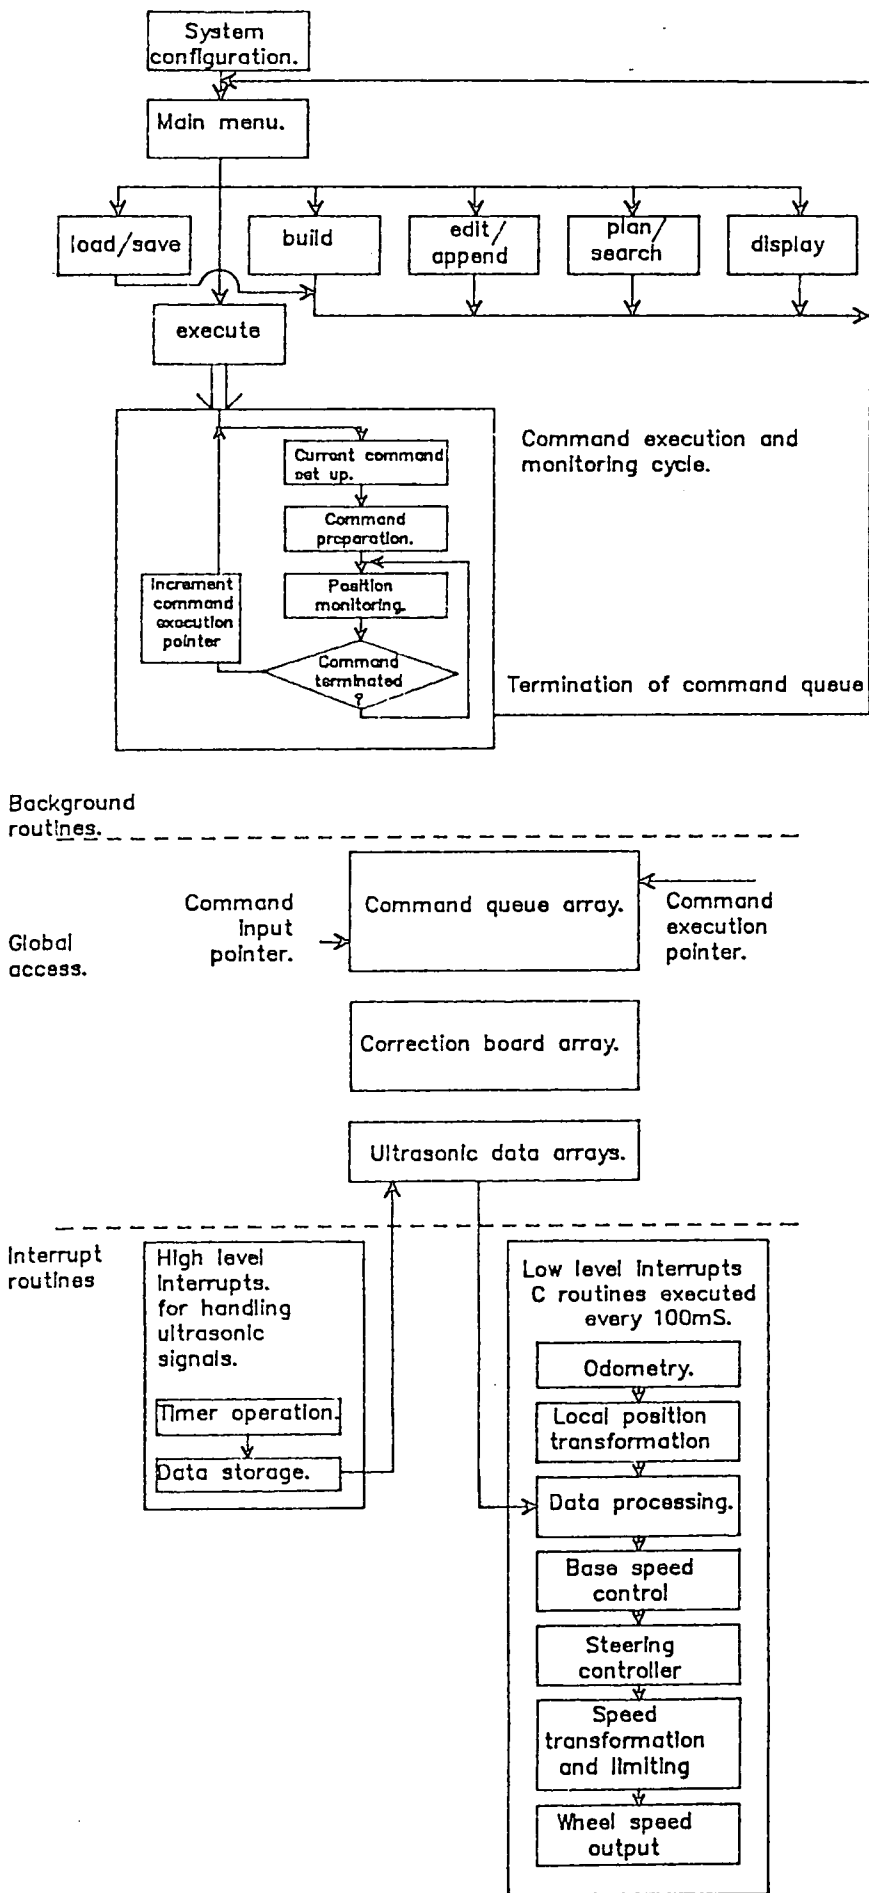 System
configuration.
Main menu.
load/save
build
edit/
append
plan/
search
display
execute
Command execution and
monitoring cycle.
Current command
set up.
Command
preparation.
Position
monitoring.
Increment
command
execution
pointer
Command
terminated
?
Termination of command queue
Background
routines.
Command queue array.
Command
Input
pointer.
Command
execution
pointer.
Global
access.
Correction board array.
Ultrasonic data arrays.
Interrupt
routines
High level
Interrupts.
for handling
ultrasonic
signals.
Timer operation.
Data storage.
Low level Interrupts
C routines executed
every 100mS.
Odometry.
Local position
transformation
Data processing.
Base speed
control
Steering
controller
Speed
transformation
and limiting
Wheel speed
output